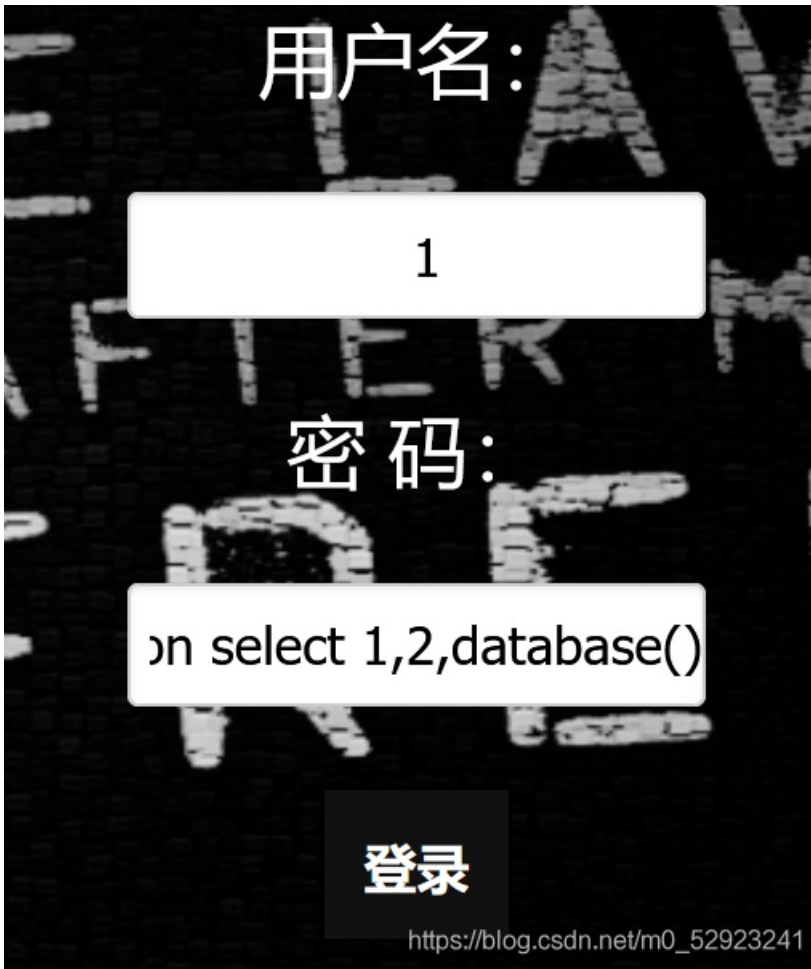 用户名：
1
密 码：
on select 1,2,database()
登录
https://blog.csdn.net/m0_52923241